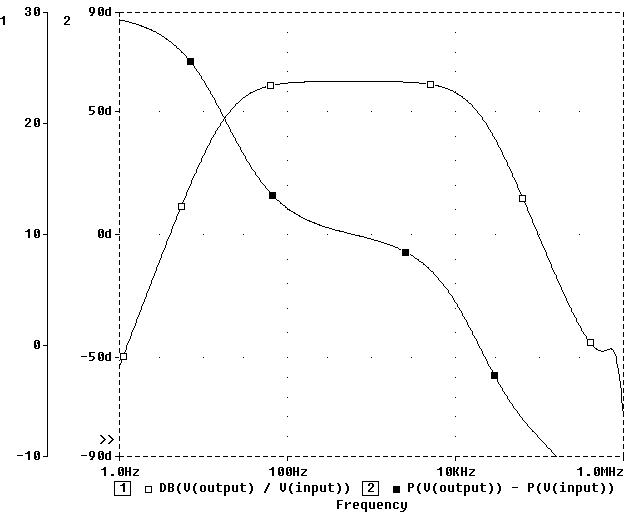 1 30 2 90d
50d
20
10 0d
0 -50d
>>
-10 -90d
1.0Hz 100Hz 10KHz 1.0MHz
1 DB(V(output) / V(input)) 2 P(V(output)) - P(V(input))
Frequency